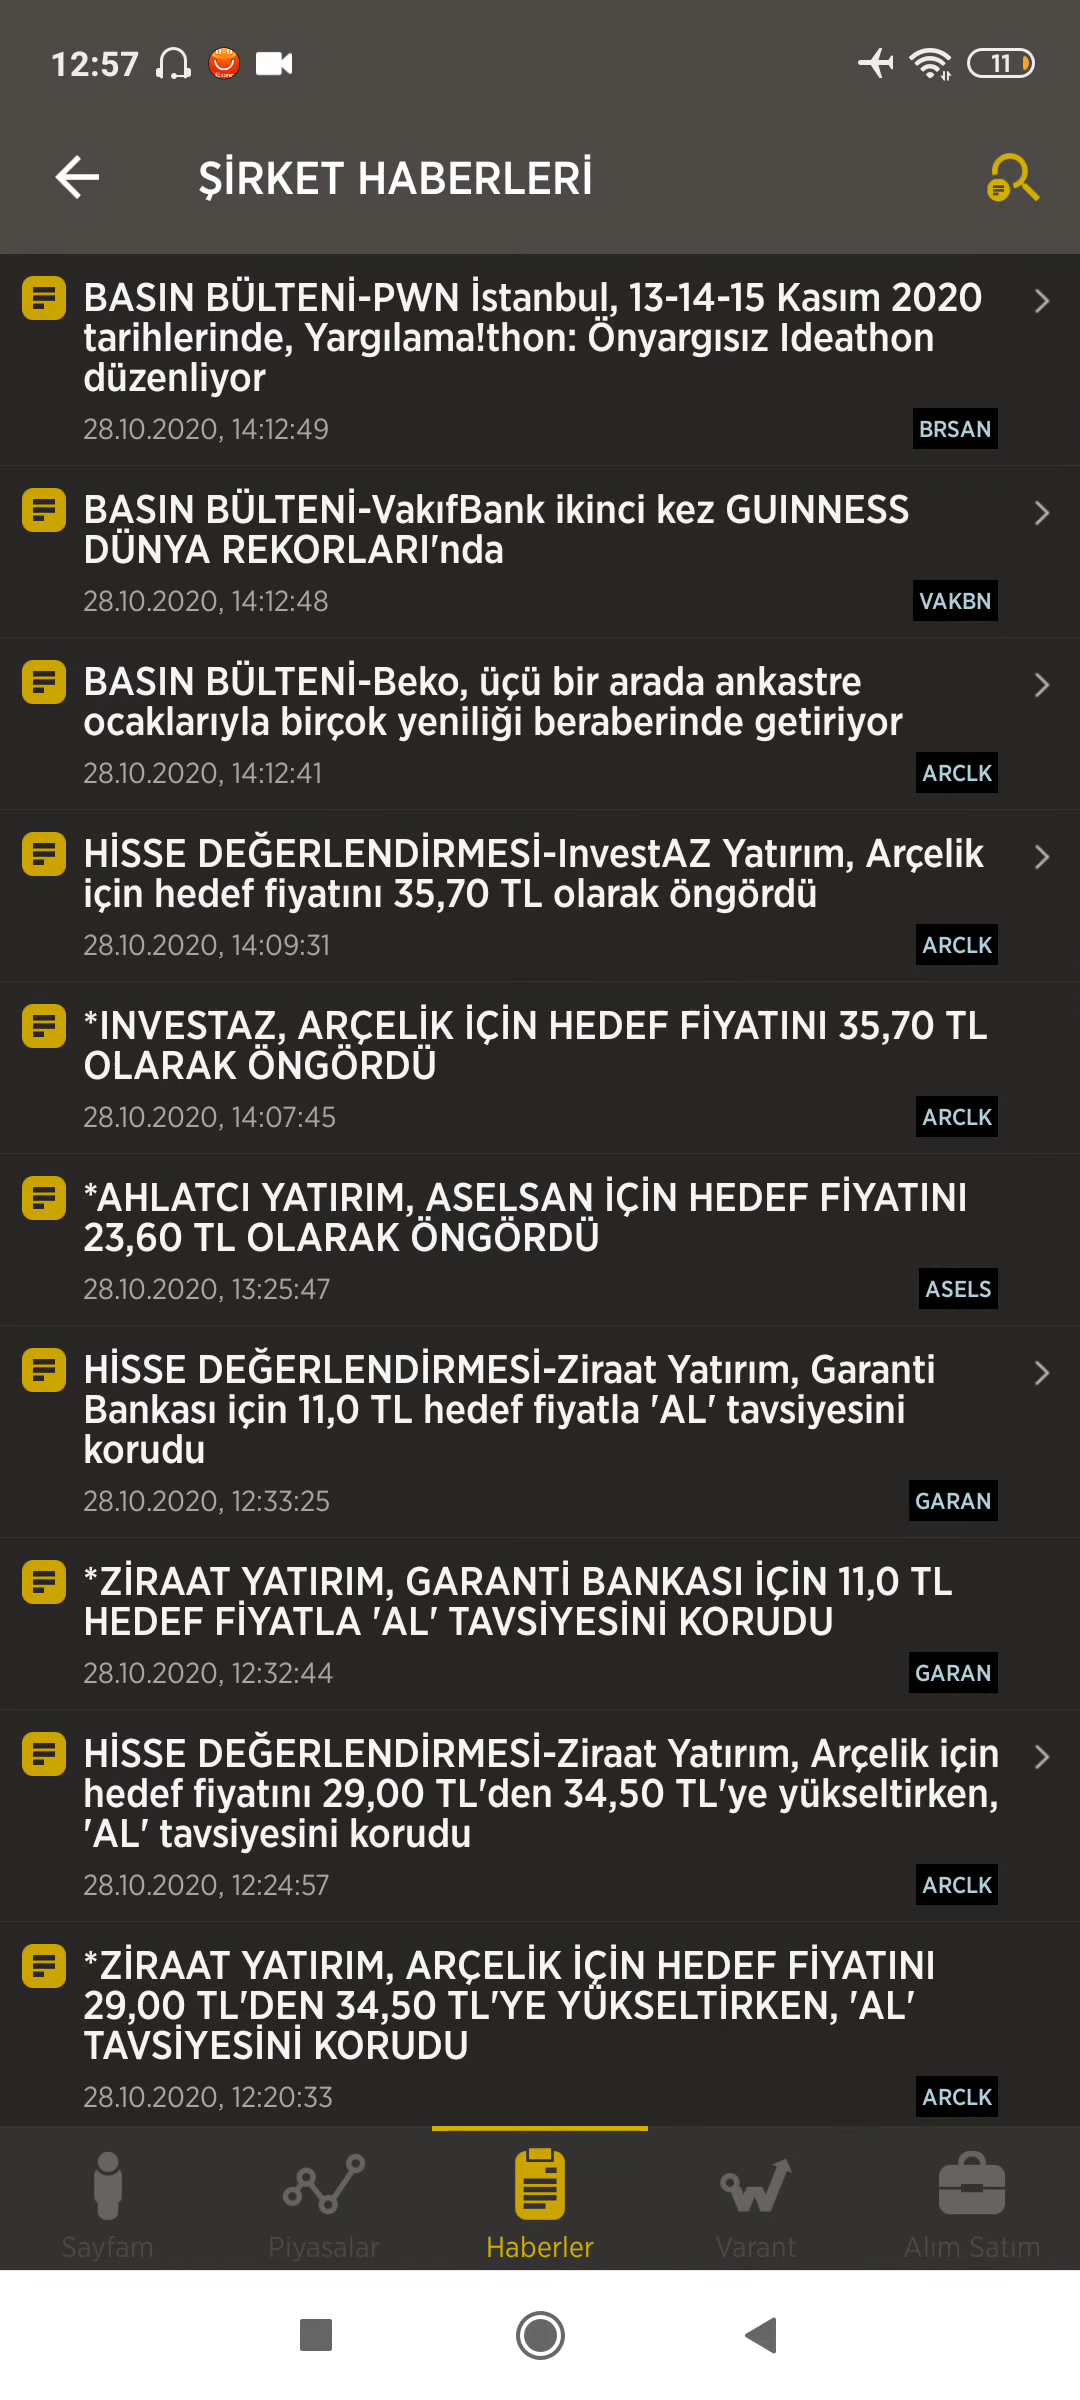 12:57
11
ŞİRKET HABERLERİ
BASIN BÜLTENİ-PWN İstanbul, 13-14-15 Kasım 2020
tarihlerinde, Yargılama!thon: Önyargısız Ideathon
düzenliyor
28.10.2020, 14:12:49
BRSAN
BASIN BÜLTENİ-VakıfBank ikinci kez GUINNESS
DÜNYA REKORLARI'nda
28.10.2020, 14:12:48
VAKBN
BASIN BÜLTENİ-Beko, üçü bir arada ankastre
ocaklarıyla birçok yeniliği beraberinde getiriyor
28.10.2020, 14:12:41
ARCLK
HİSSE DEĞERLENDİRMESİ-InvestAZ Yatırım, Arçelik
için hedef fiyatını 35,70 TL olarak öngördü
28.10.2020, 14:09:31
ARCLK
*INVESTAZ, ARÇELİK İÇİN HEDEF FİYATINI 35,70 TL
OLARAK ÖNGÖRDÜ
28.10.2020, 14:07:45
ARCLK
*AHLATCI YATIRIM, ASELSAN İÇİN HEDEF FİYATINI
23,60 TL OLARAK ÖNGÖRDÜ
28.10.2020, 13:25:47
ASELS
HİSSE DEĞERLENDİRMESİ-Ziraat Yatırım, Garanti
Bankası için 11,0 TL hedef fiyatla 'AL' tavsiyesini
korudu
28.10.2020, 12:33:25
GARAN
*ZİRAAT YATIRIM, GARANTİ BANKASI İÇİN 11,0 TL
HEDEF FİYATLA 'AL' TAVSİYESİNİ KORUDU
28.10.2020, 12:32:44
GARAN
HİSSE DEĞERLENDİRMESİ-Ziraat Yatırım, Arçelik için
hedef fiyatını 29,00 TL'den 34,50 TL'ye yükseltirken,
'AL' tavsiyesini korudu
28.10.2020, 12:24:57
ARCLK
*ZİRAAT YATIRIM, ARÇELİK İÇİN HEDEF FİYATINI
29,00 TL'DEN 34,50 TL'YE YÜKSELTİRKEN, 'AL'
TAVSİYESİNİ KORUDU
28.10.2020, 12:20:33
ARCLK
Sayfam
Piyasalar
Haberler
Varant
Alım Satım